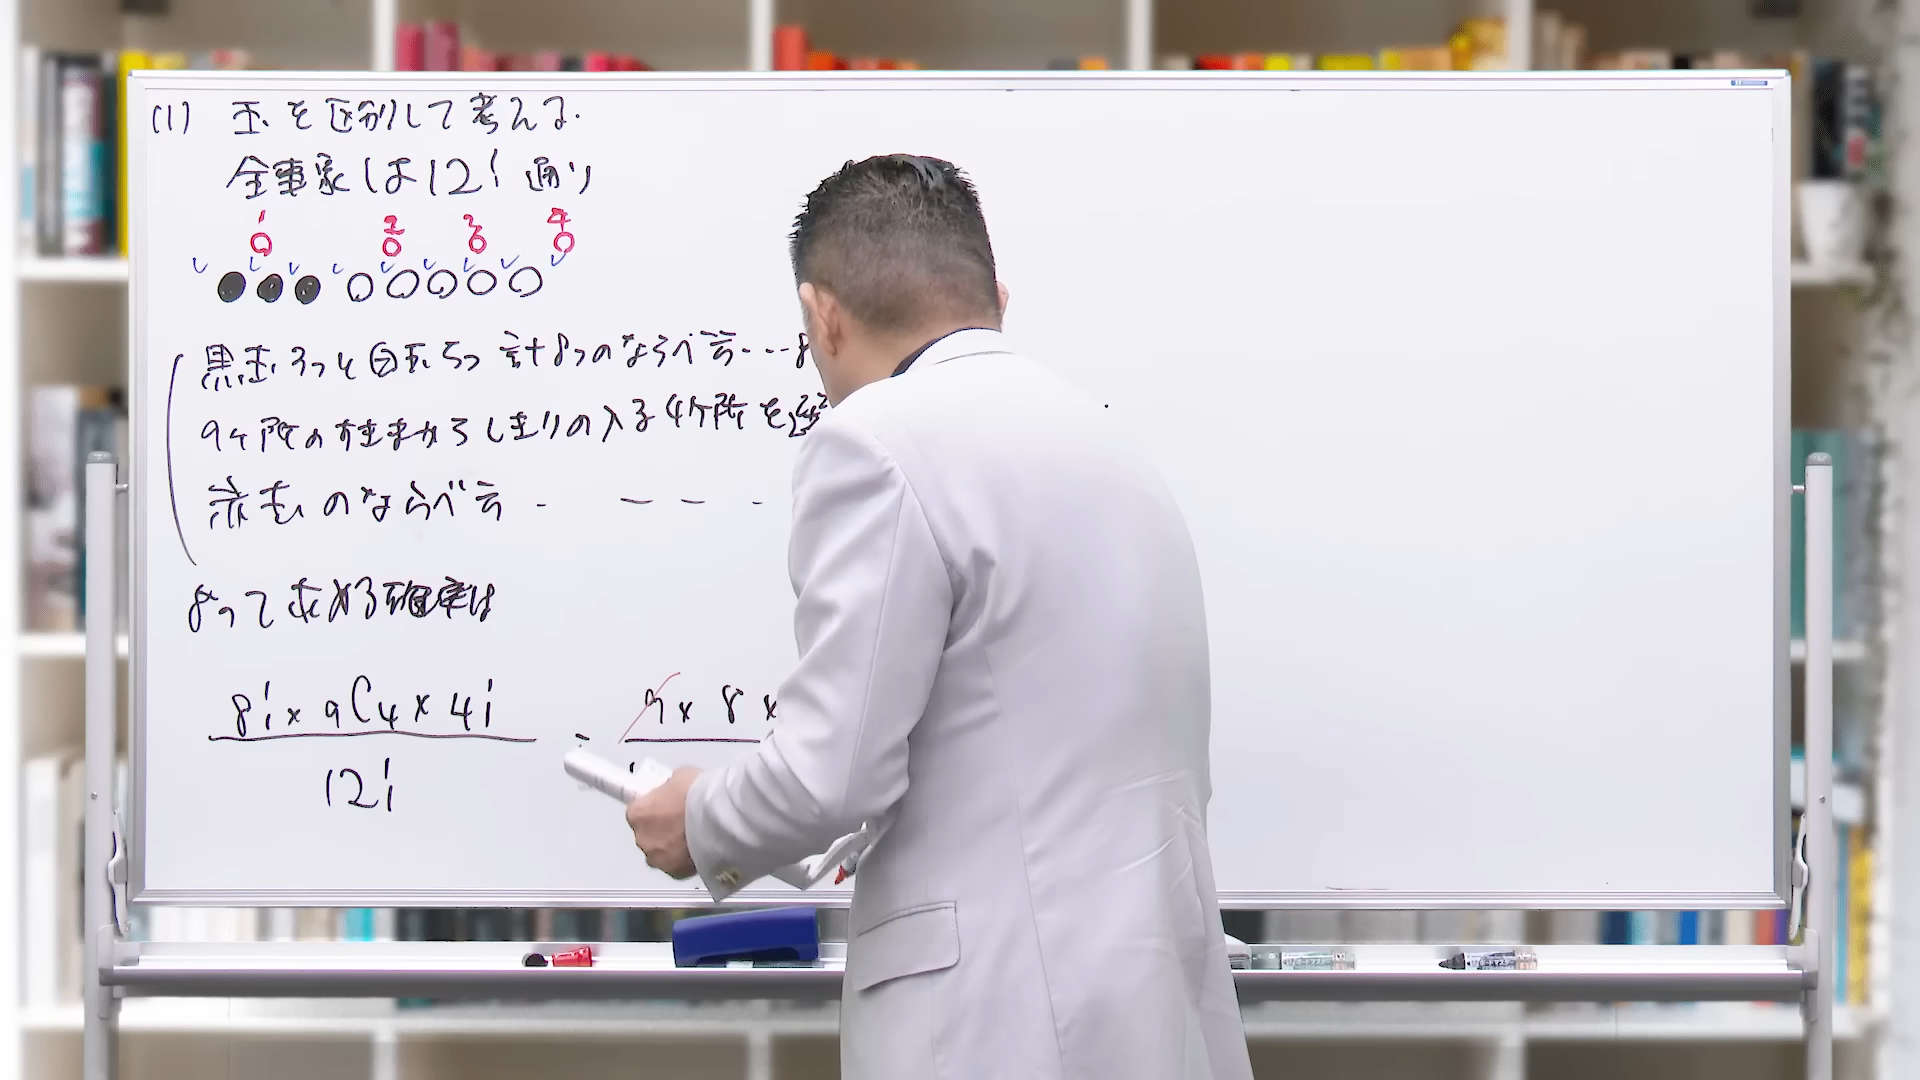 (1) 玉を区別して考える.
全事象は12! 通り
1 2 3 4
黒玉3つと白玉5つ 計8つのならべ方…8
9ヶ所のすきまからしきりの入る4ヶ所を選
赤玉のならべ方 - - - -
よって求める確率は
8! × 9C4 × 4! = 9 × 8 ×
12!